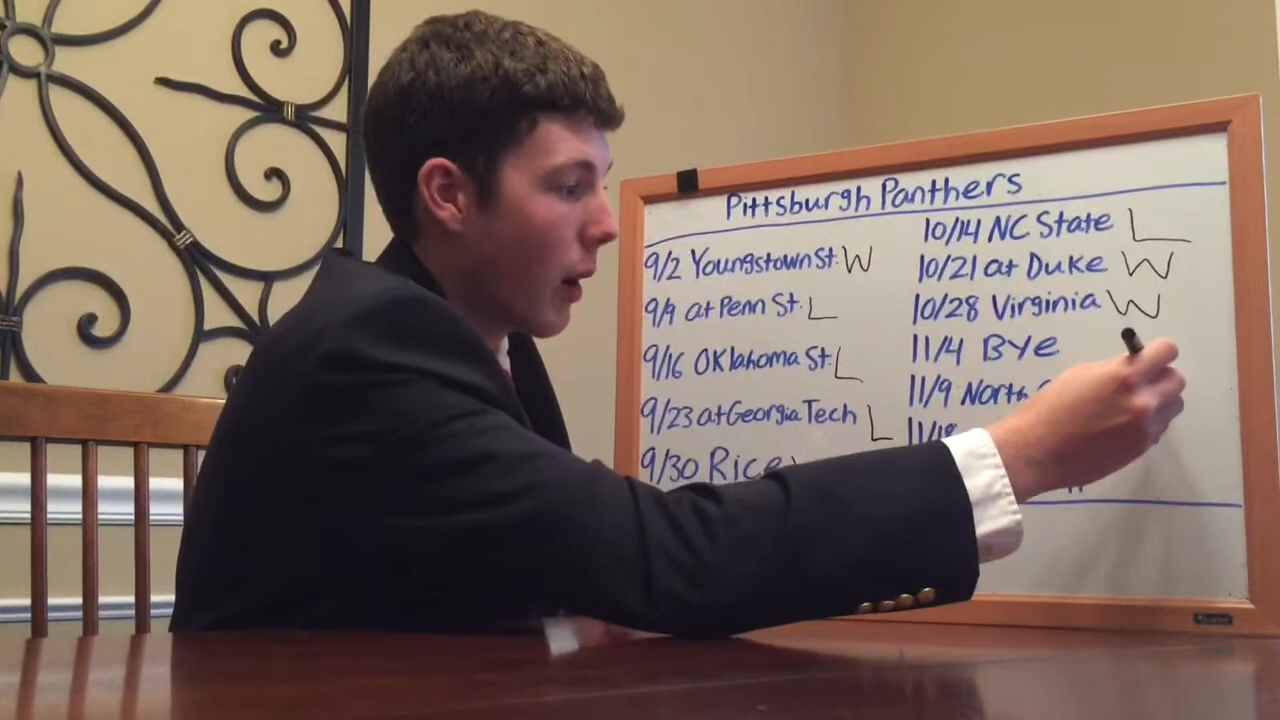 Pittsburgh Panthers
9/2 Youngstown St. W
9/9 at Penn St. L
9/16 Oklahoma St. L
9/23 at Georgia Tech L
9/30 Rice
10/14 NC State L
10/21 at Duke W
10/28 Virginia W
11/4 Bye
11/9 North
11/18